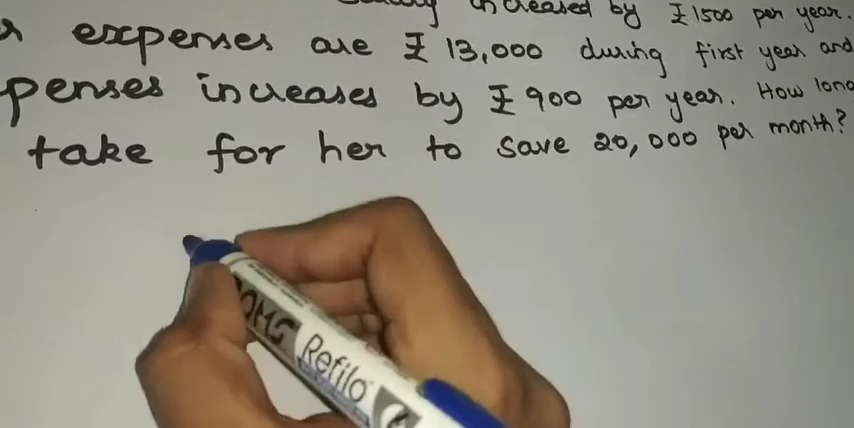 increased by ₹1500 per year.
expenses are ₹ 13,000 during first year and
penses increases by ₹ 900 per year. How long
take for her to save 20,000 per month?
DOMS Refilo